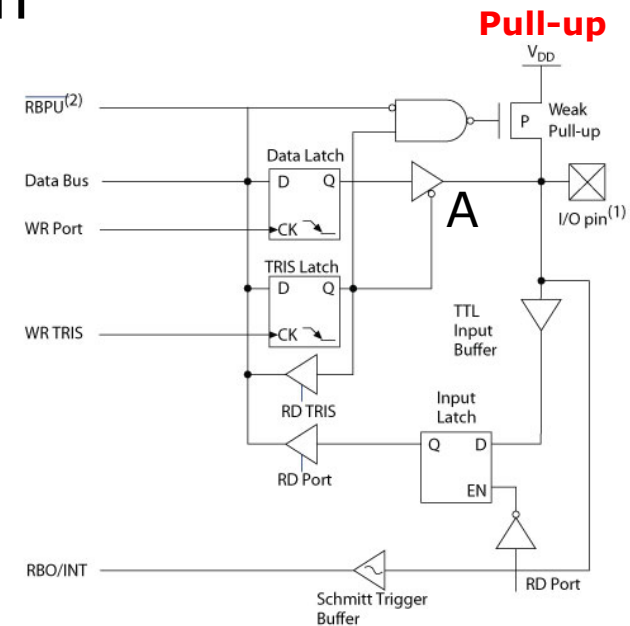 Pull-up
VDD
RBPU(2)
P
Weak
Pull-up
Data Latch
Data Bus
D
Q
A
I/O pin(1)
WR Port
CK
TRIS Latch
D
Q
TTL
Input
Buffer
WR TRIS
CK
RD TRIS
Input
Latch
Q
D
RD Port
EN
RBO/INT
RD Port
Schmitt Trigger
Buffer